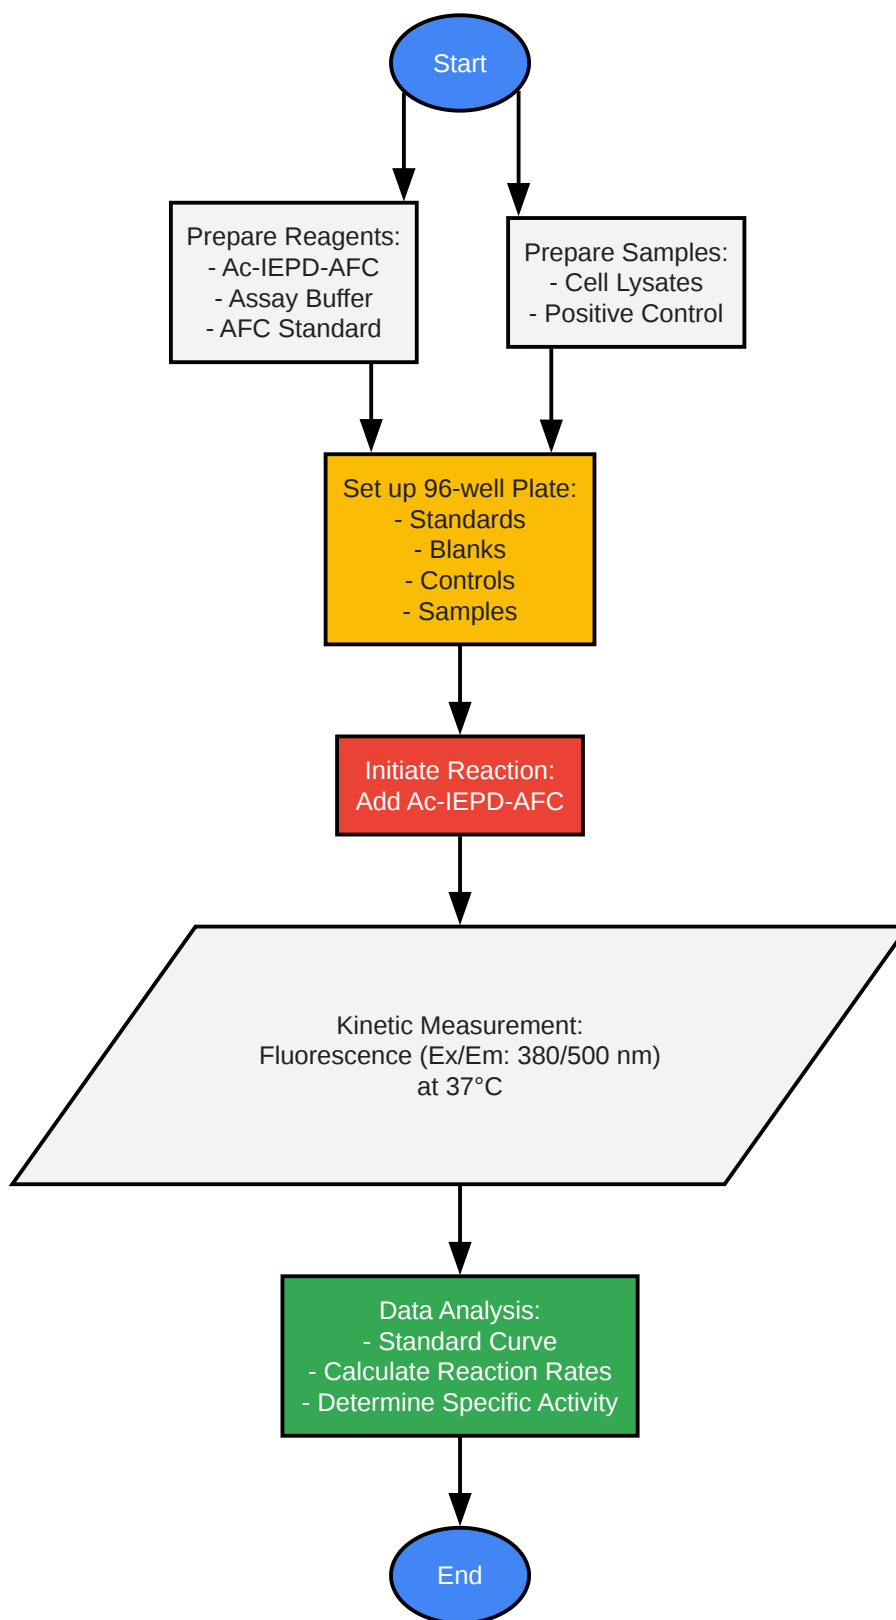 Start
Prepare Reagents:
- Ac-IEPD-AFC
- Assay Buffer
- AFC Standard
Prepare Samples:
- Cell Lysates
- Positive Control
Set up 96-well Plate:
- Standards
- Blanks
- Controls
- Samples
Initiate Reaction:
Add Ac-IEPD-AFC
Kinetic Measurement:
Fluorescence (Ex/Em: 380/500 nm)
at 37°C
Data Analysis:
- Standard Curve
- Calculate Reaction Rates
- Determine Specific Activity
End